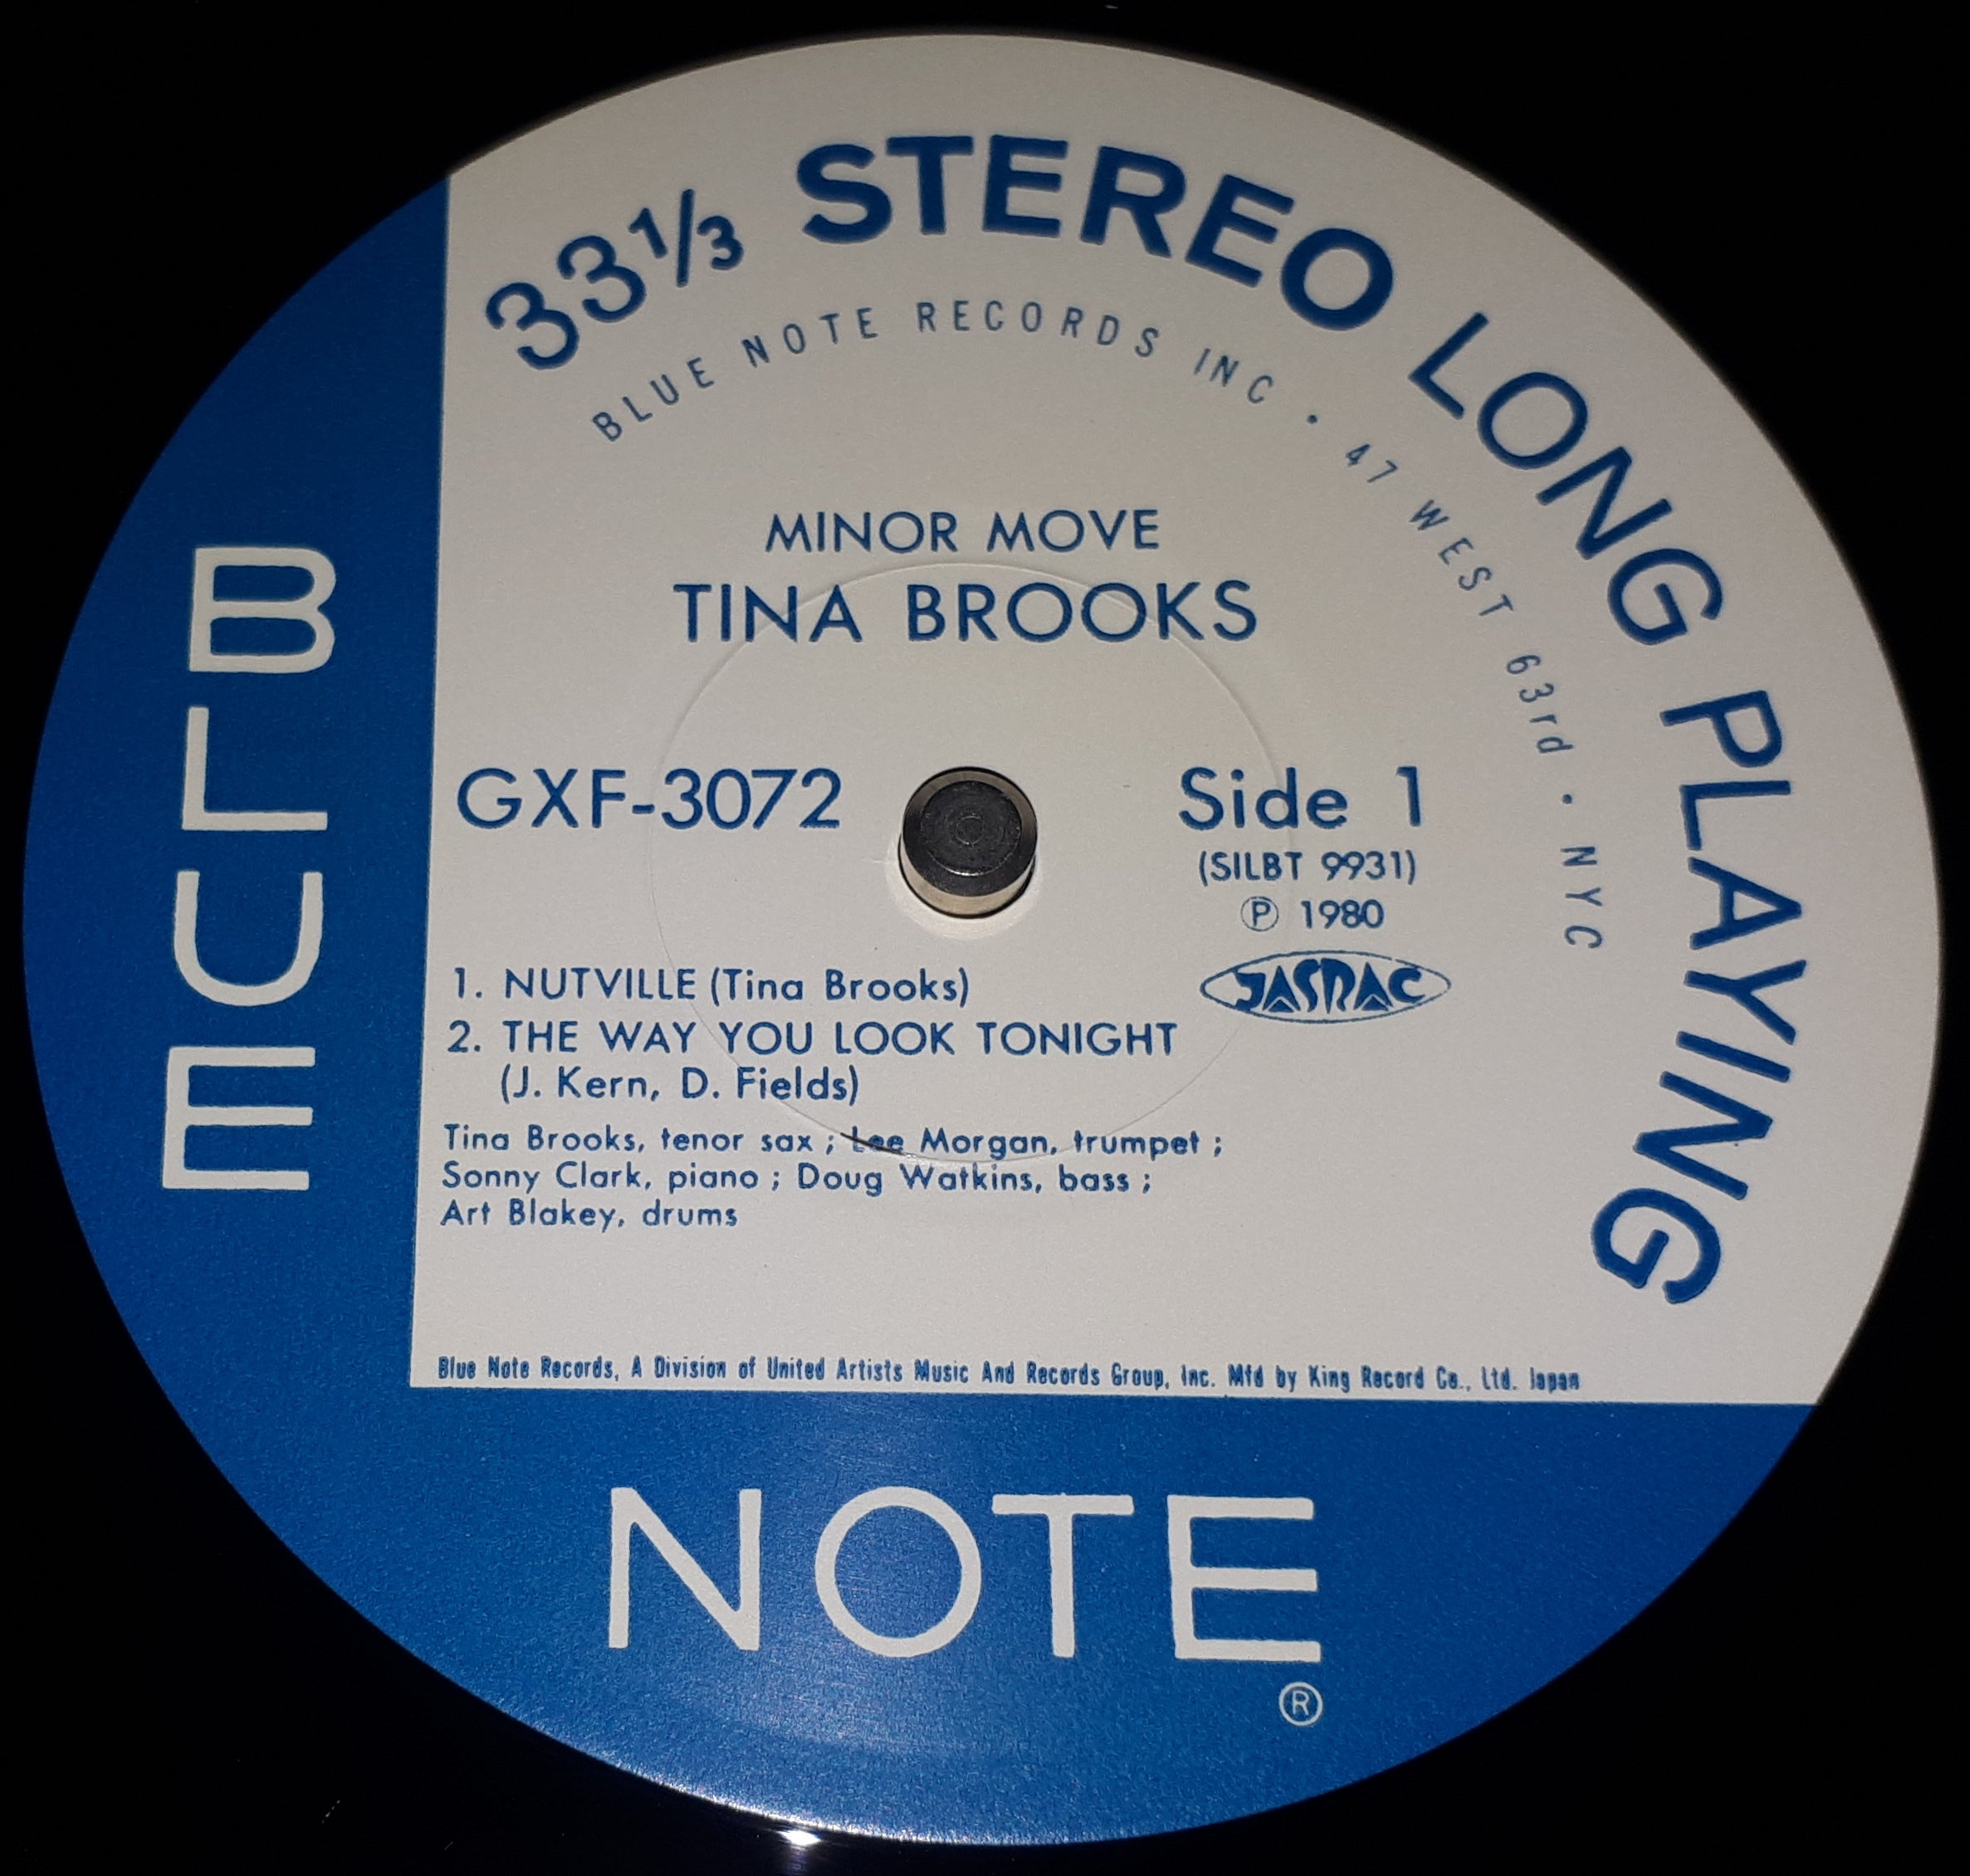 33⅓ STEREO LONG PLAYING
BLUE NOTE RECORDS INC • 47 WEST 63rd • NYC
MINOR MOVE
TINA BROOKS
GXF-3072
Side 1
(SILBT 9931)
℗ 1980
JASRAC
1. NUTVILLE (Tina Brooks)
2. THE WAY YOU LOOK TONIGHT
(J. Kern, D. Fields)
Tina Brooks, tenor sax ; Lee Morgan, trumpet ;
Sonny Clark, piano ; Doug Watkins, bass ;
Art Blakey, drums
Blue Note Records, A Division of United Artists Music And Records Group, Inc. Mfd by King Record Co., Ltd. Japan
BLUE
NOTE
®